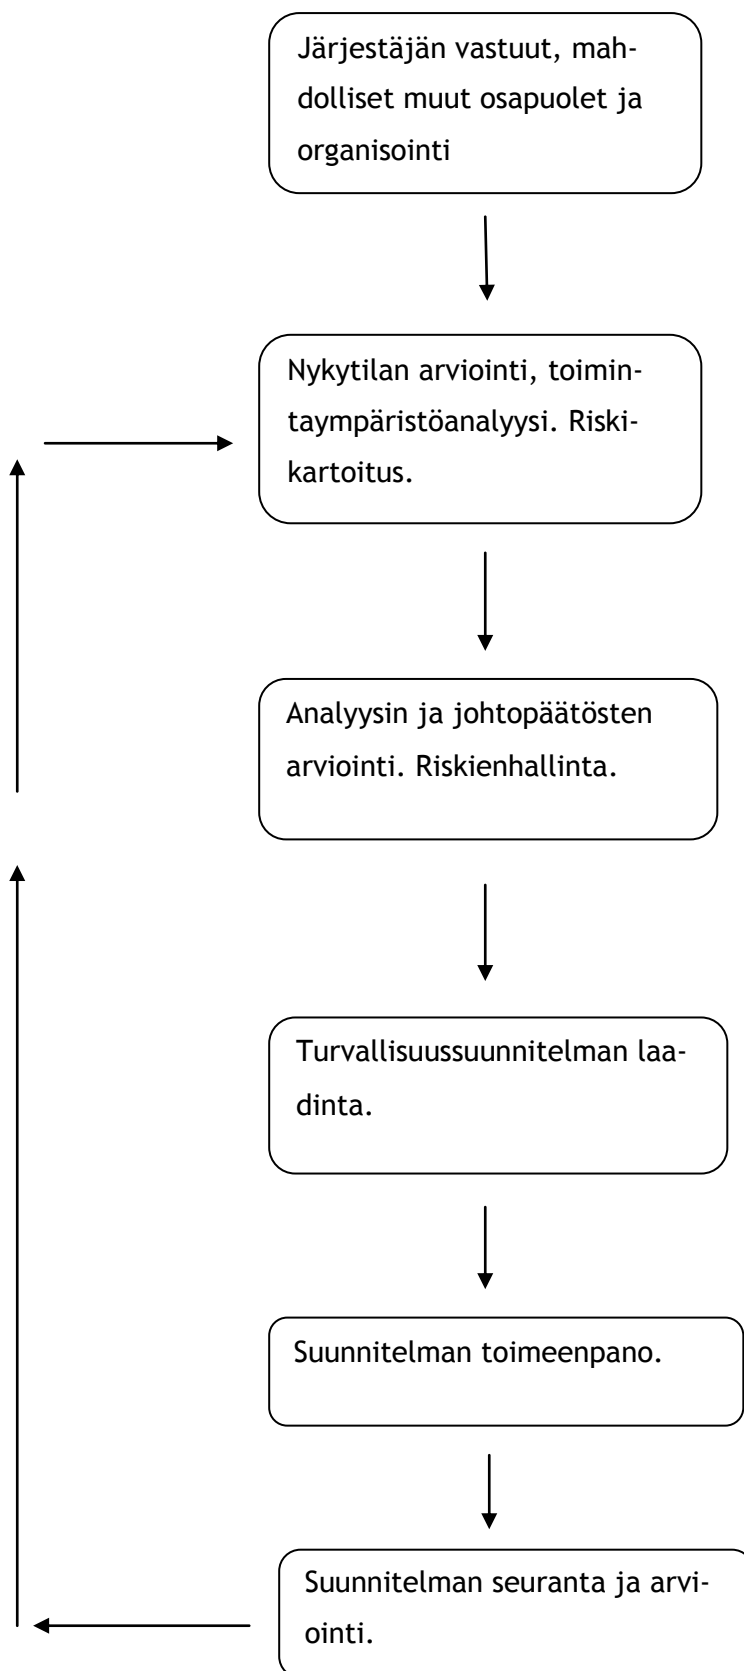 Järjestäjän vastuut, mah-
dolliset muut osapuolet ja
organisointi
Nykytilan arviointi, toimin-
taympäristöanalyysi. Riski-
kartoitus.
Analyysin ja johtopäätösten
arviointi. Riskienhallinta.
Turvallisuussuunnitelman laa-
dinta.
Suunnitelman toimeenpano.
Suunnitelman seuranta ja arvi-
ointi.